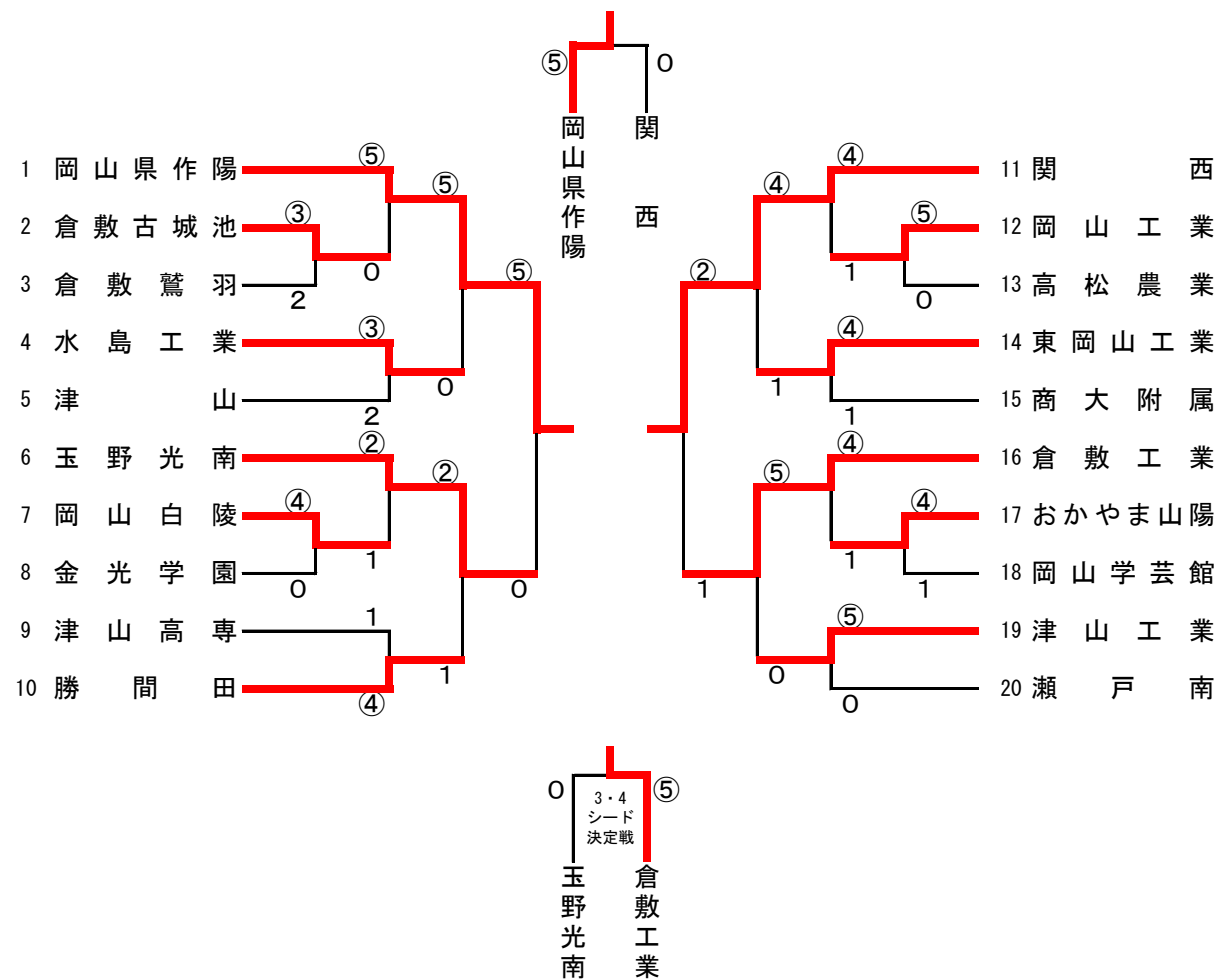 ⑤ 0
岡山県作陽
関西
1 岡山県作陽 ⑤
⑤
2 倉敷古城池 ③
0
3 倉敷鷲羽 2
⑤
4 水島工業 ③
0
5 津山 2
6 玉野光南 ②
②
7 岡山白陵 ④
1
8 金光学園 0
0
9 津山高専 1
1
10 勝間田 ④
④ 11 関西
④
⑤ 12 岡山工業
1
0 13 高松農業
②
④ 14 東岡山工業
1
1 15 商大附属
④ 16 倉敷工業
⑤
④ 17 おかやま山陽
1
1 18 岡山学芸館
1
⑤ 19 津山工業
0
0 20 瀬戸南
0 ⑤
3・4
シード
決定戦
玉野光南
倉敷工業